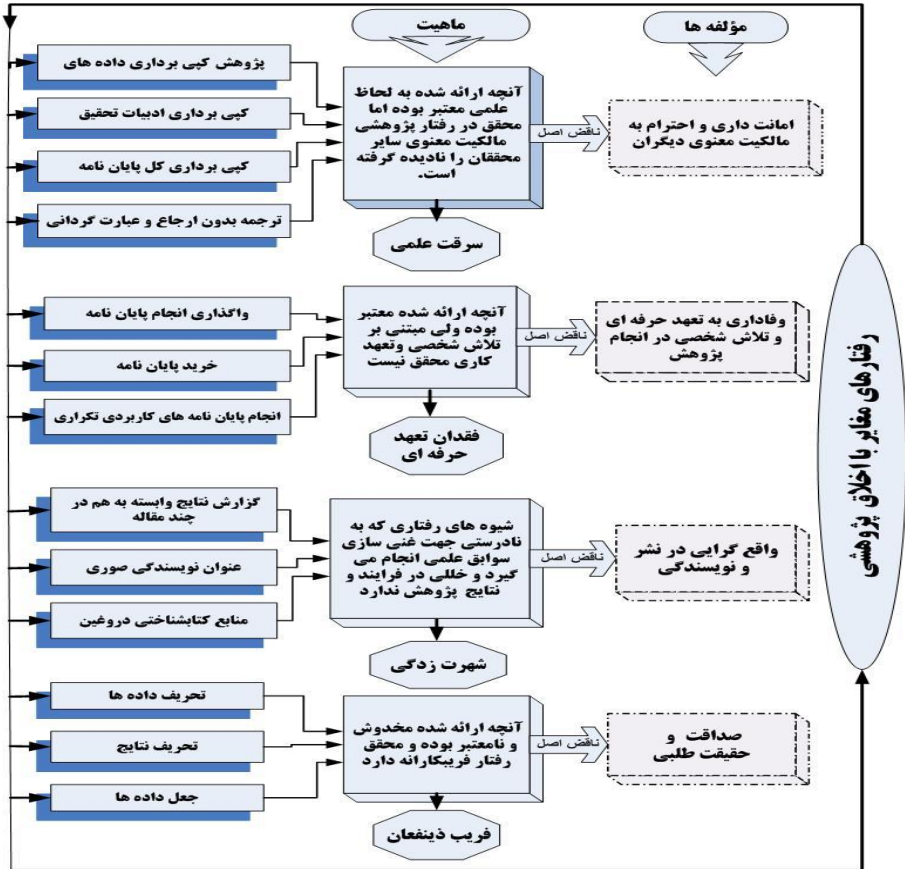 مؤلفه ها
ماهیت
رفتارهای مغایر با اخلاق پژوهشی
امانت داری و احترام به
مالکیت معنوی دیگران
ناقض اصل
آنچه ارائه شده به لحاظ
علمی معتبر بوده اما
محقق در رفتار پژوهشی
مالکیت معنوی سایر
محققان را نادیده گرفته
است.
سرقت علمی
پژوهش کپی برداری داده های
کپی برداری ادبیات تحقیق
کپی برداری کل پایان نامه
ترجمه بدون ارجاع و عبارت گردانی
وفاداری به تعهد حرفه ای
و تلاش شخصی در انجام
پژوهش
ناقض اصل
آنچه ارائه شده معتبر
بوده ولی مبتنی بر
تلاش شخصی وتعهد
کاری محقق نیست
فقدان تعهد
حرفه ای
واگذاری انجام پایان نامه
خرید پایان نامه
انجام پایان نامه های کاربردی تکراری
واقع گرایی در نشر
و نویسندگی
ناقض اصل
شیوه های رفتاری که به
نادرستی جهت غنی سازی
سوابق علمی انجام می
گیرد و خللی در فرایند و
نتایج پژوهش ندارد
شهرت زدگی
گزارش نتایج وابسته به هم در
چند مقاله
عنوان نویسندگی صوری
منابع کتابشناختی دروغین
صداقت و
حقیقت طلبی
ناقض اصل
آنچه ارائه شده مخدوش
و نامعتبر بوده و محقق
رفتار فریبکارانه دارد
فریب ذینفعان
تحریف داده ها
تحریف نتایج
جعل داده ها